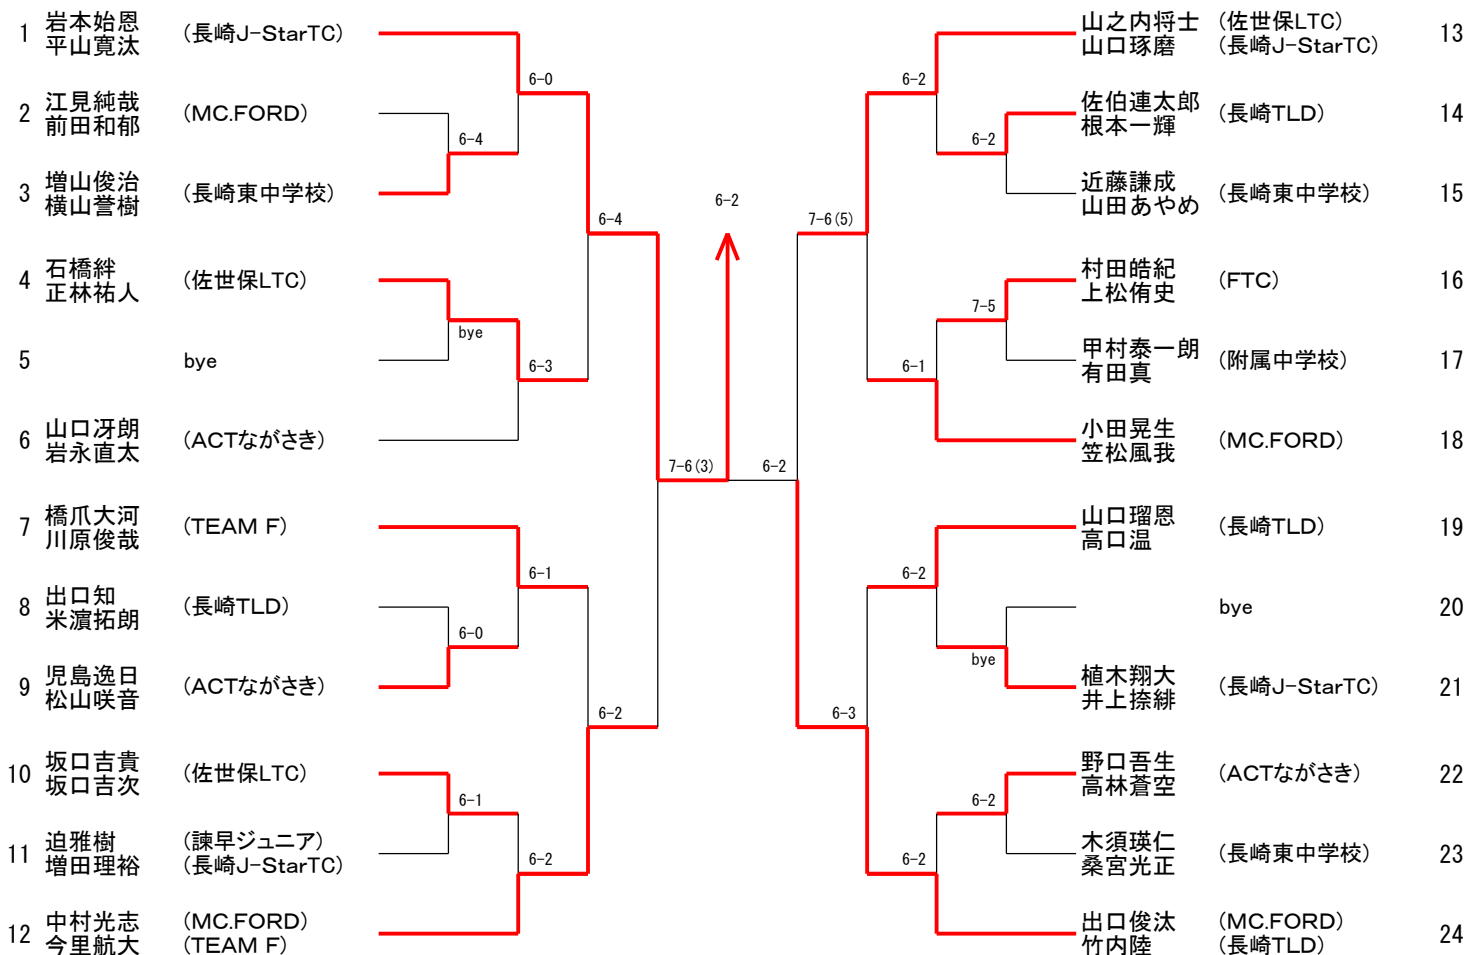 1 岩本始恩 (長崎J-StarTC)
平山寛汰
6-0
2 江見純哉 (MC.FORD)
前田和郁
6-4
3 増山俊治 (長崎東中学校)
横山誉樹
6-4
4 石橋絆 (佐世保LTC)
正林祐人
bye
5 bye
6-3
6 山口冴朗 (ACTながさき)
岩永直太
7-6(3)
7 橋爪大河 (TEAM F)
川原俊哉
6-1
8 出口知 (長崎TLD)
米濵拓朗
6-0
9 児島逸日 (ACTながさき)
松山咲音
6-2
10 坂口吉貴 (佐世保LTC)
坂口吉次
6-1
11 迫雅樹 (諫早ジュニア)
増田理裕 (長崎J-StarTC)
6-2
12 中村光志 (MC.FORD)
今里航大 (TEAM F)
6-2
山之内将士 (佐世保LTC) 13
山口琢磨 (長崎J-StarTC)
6-2
佐伯連太郎 (長崎TLD) 14
根本一輝
6-2
近藤謙成 (長崎東中学校) 15
山田あやめ
7-6(5)
村田皓紀 (FTC) 16
上松侑史
7-5
甲村泰一朗 (附属中学校) 17
有田真
6-1
小田晃生 (MC.FORD) 18
笠松風我
6-2
山口瑠恩 (長崎TLD) 19
高口温
6-2
bye 20
bye
植木翔大 (長崎J-StarTC) 21
井上捺緋
6-3
野口吾生 (ACTながさき) 22
高林蒼空
6-2
木須瑛仁 (長崎東中学校) 23
桑宮光正
6-2
出口俊汰 (MC.FORD) 24
竹内陸 (長崎TLD)